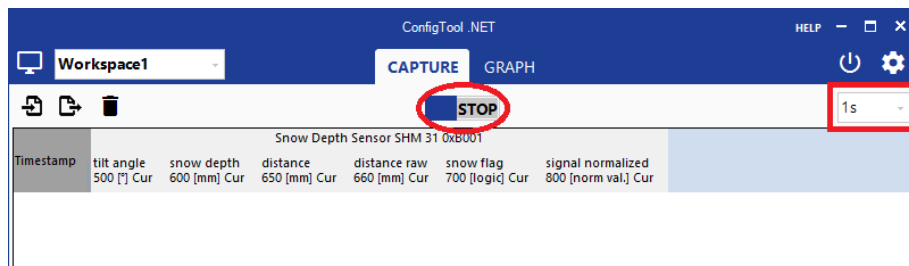 ConfigTool .NET
HELP
Workspace1
CAPTURE GRAPH
STOP
1s
Snow Depth Sensor SHM 31 0xB001
Timestamp tilt angle snow depth distance distance raw snow flag signal normalized
500 [°] Cur 600 [mm] Cur 650 [mm] Cur 660 [mm] Cur 700 [logic] Cur 800 [norm val.] Cur